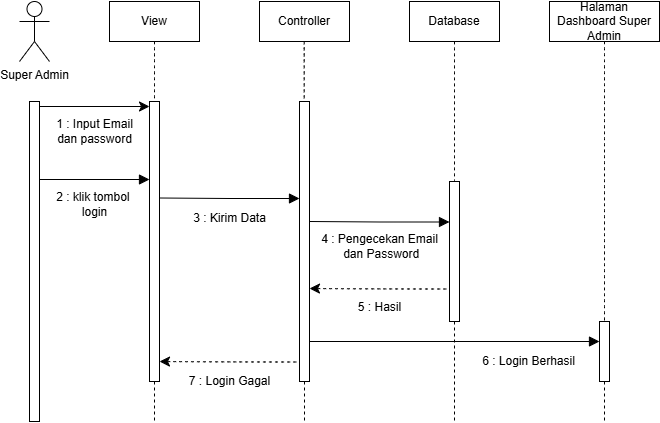 View
Controller
Database
Halaman
Dashboard Super
Admin
Super Admin
1 : Input Email
dan password
2 : klik tombol
login
3 : Kirim Data
4 : Pengecekan Email
dan Password
5 : Hasil
6 : Login Berhasil
7 : Login Gagal